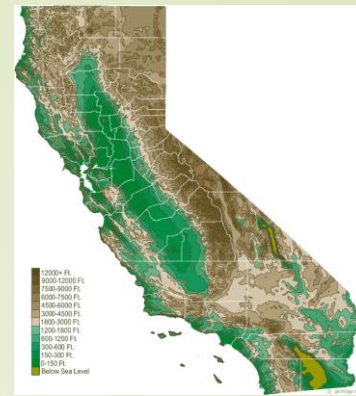 12000+ Ft.
9000-12000 Ft.
7500-9000 Ft.
6000-7500 Ft.
4500-6000 Ft.
3000-4500 Ft.
1800-3000 Ft.
1200-1800 Ft.
600-1200 Ft.
300-600 Ft.
150-300 Ft.
0-150 Ft.
Below Sea Level